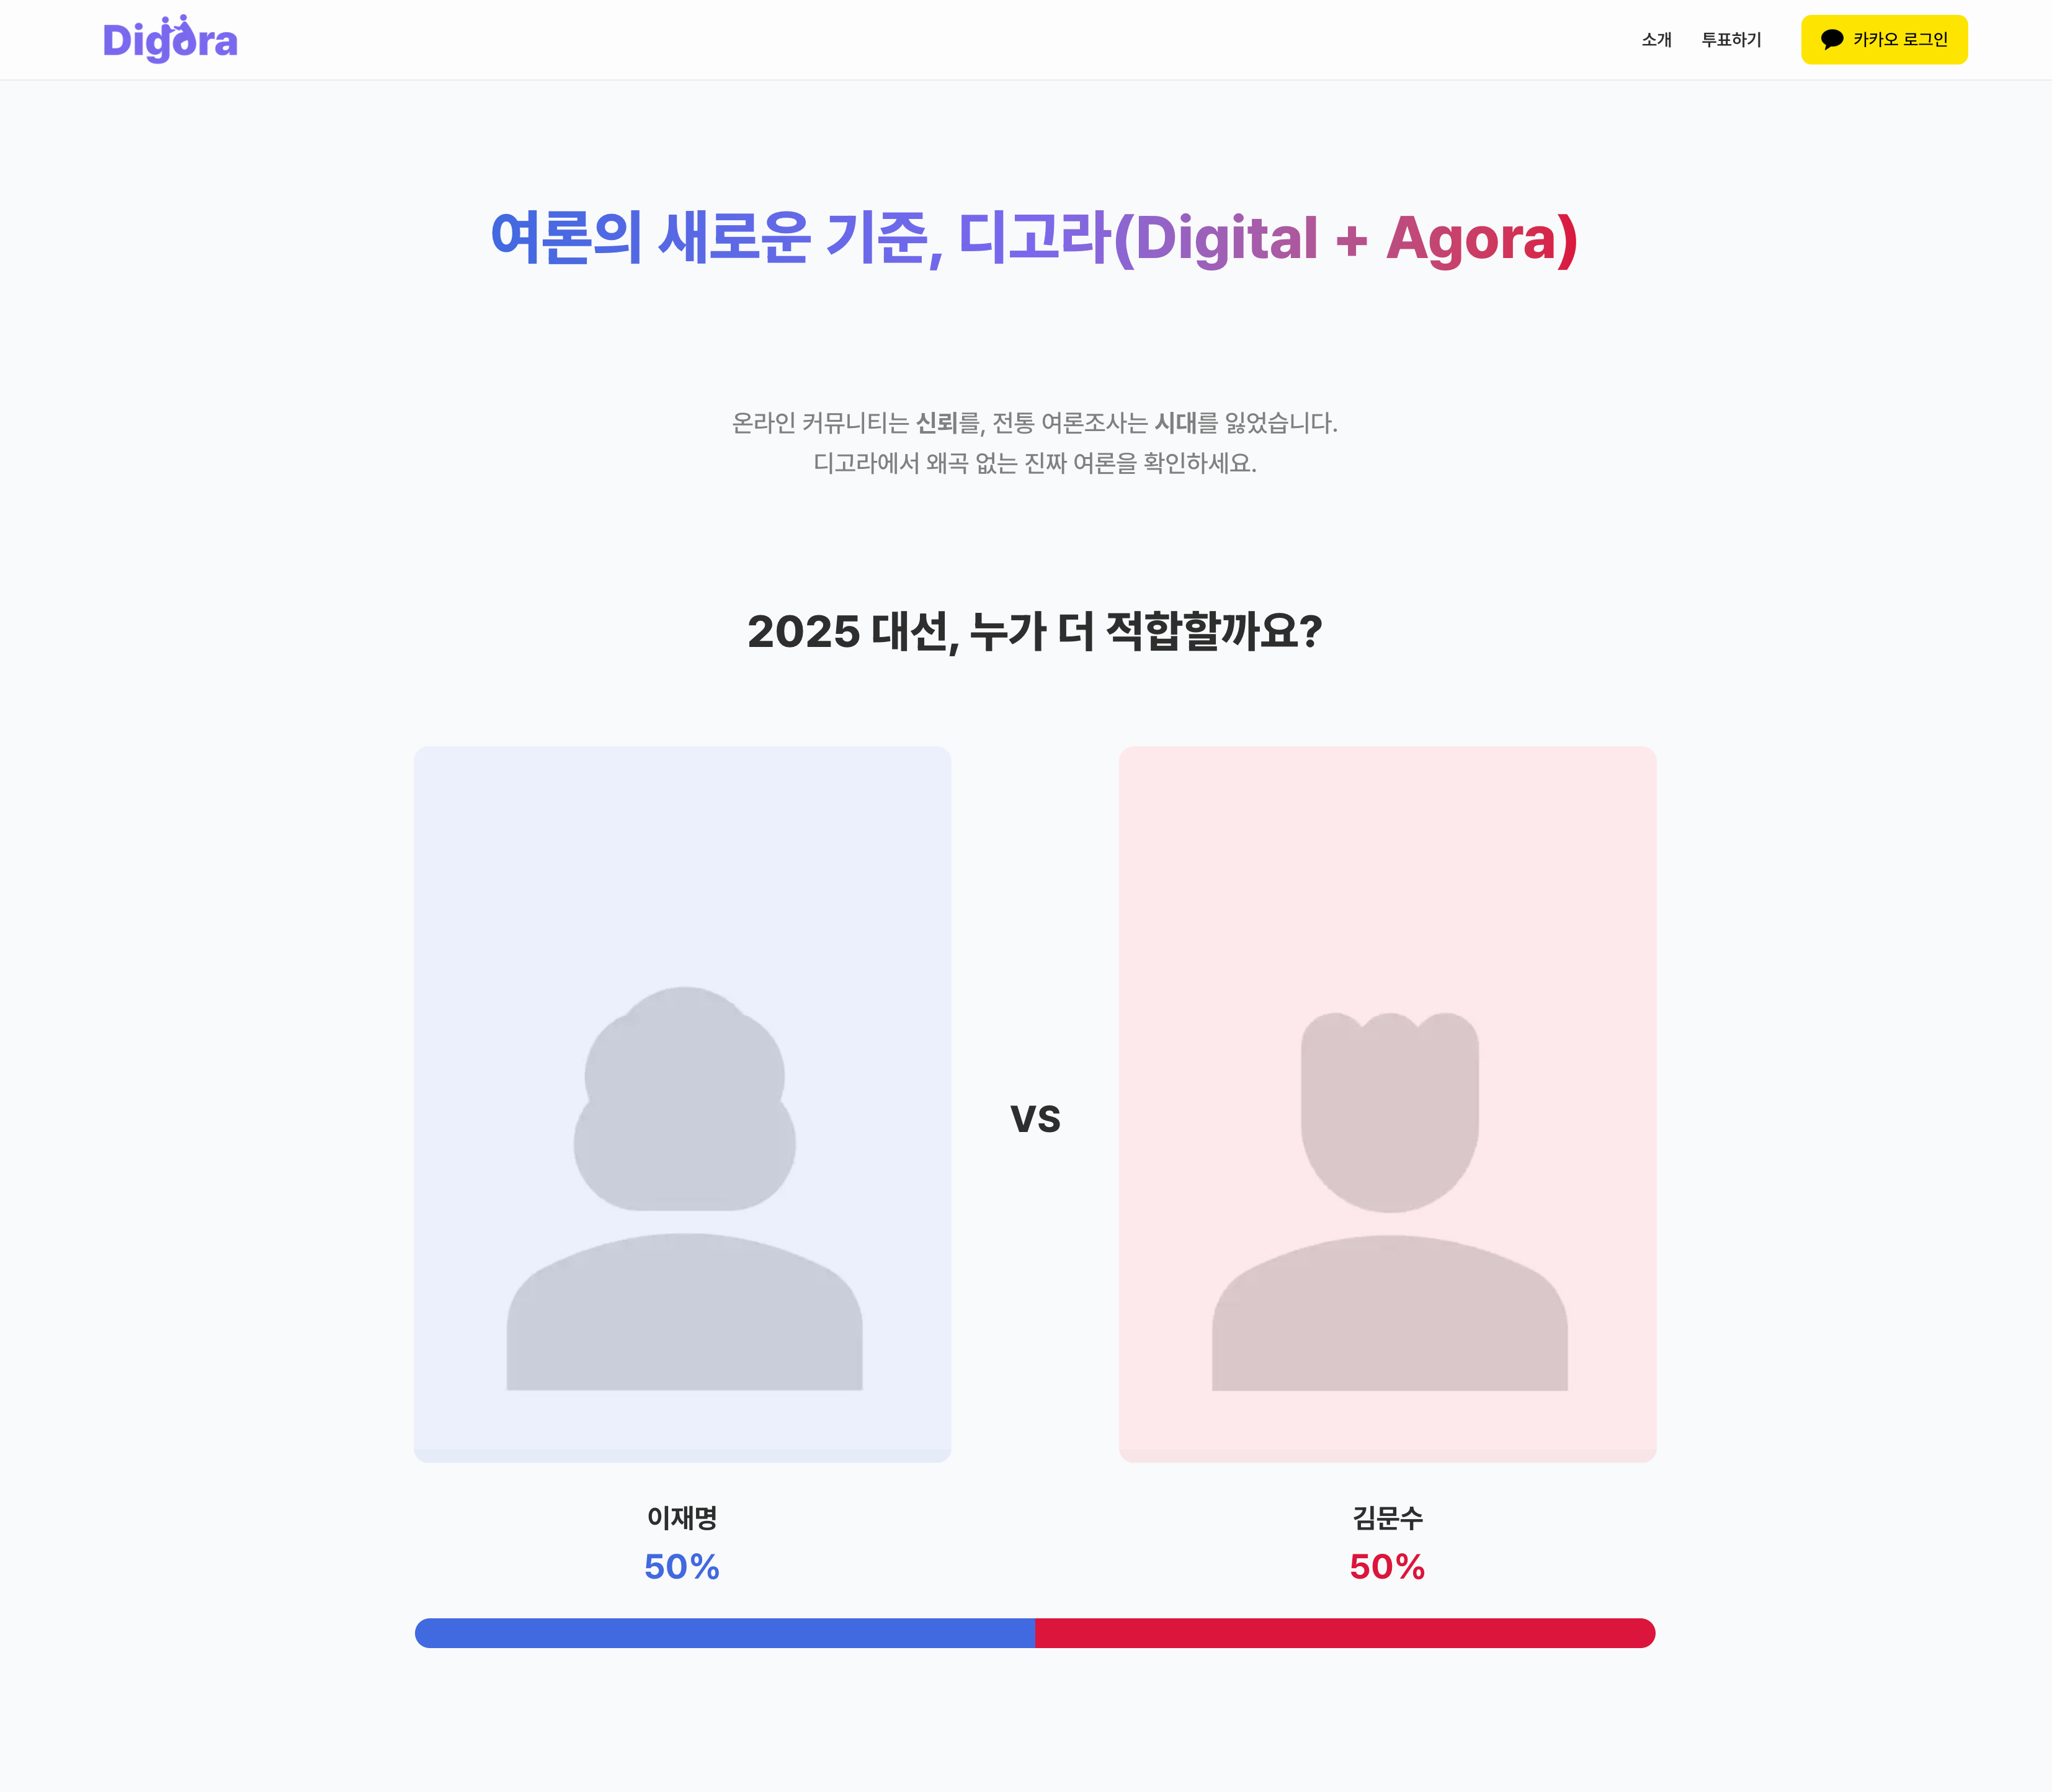 Digora
소개
투표하기
카카오 로그인
여론의 새로운 기준, 디고라(Digital + Agora)
온라인 커뮤니티는 신뢰를, 전통 여론조사는 시대를 잃었습니다.
디고라에서 왜곡 없는 진짜 여론을 확인하세요.
2025 대선, 누가 더 적합할까요?
VS
이재명
50%
김문수
50%